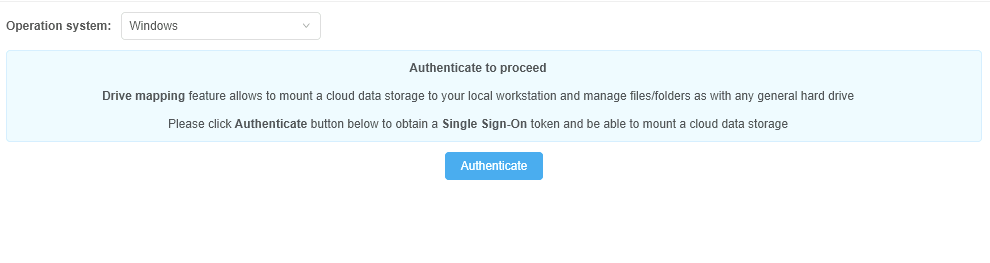 Operation system: Windows
Authenticate to proceed
Drive mapping feature allows to mount a cloud data storage to your local workstation and manage files/folders as with any general hard drive
Please click Authenticate button below to obtain a Single Sign-On token and be able to mount a cloud data storage
Authenticate